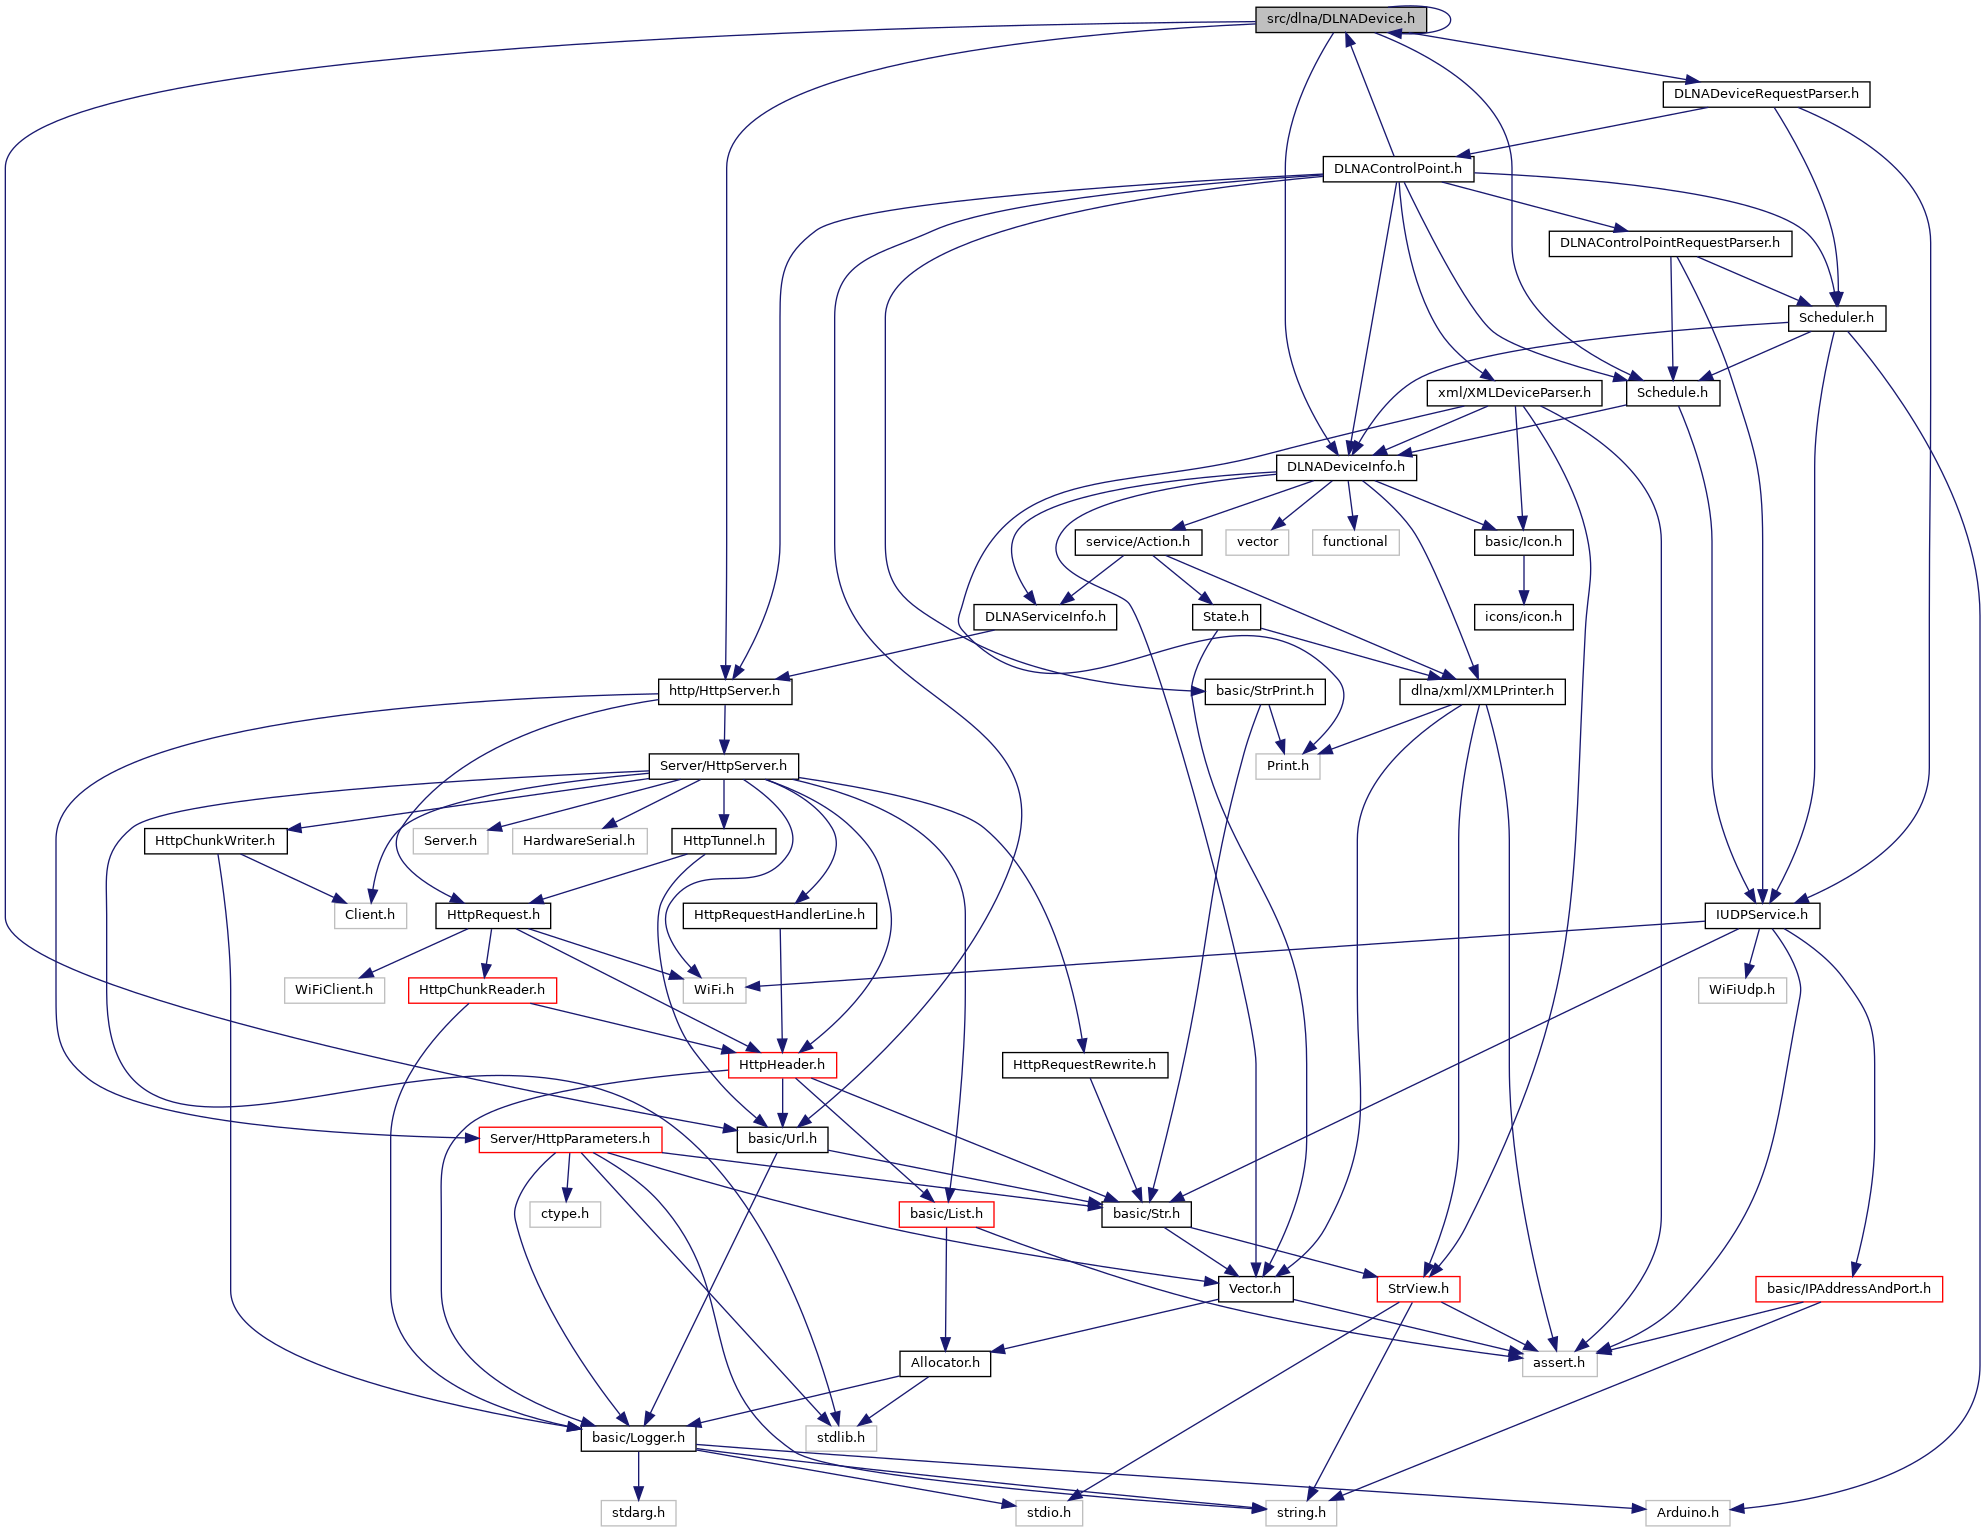 src/dlna/DLNADevice.h
DLNADeviceRequestParser.h
DLNAControlPoint.h
DLNAControlPointRequestParser.h
Scheduler.h
xml/XMLDeviceParser.h
Schedule.h
DLNADeviceInfo.h
service/Action.h
vector
functional
basic/Icon.h
DLNAServiceInfo.h
State.h
icons/icon.h
http/HttpServer.h
basic/StrPrint.h
dlna/xml/XMLPrinter.h
Server/HttpServer.h
Print.h
HttpChunkWriter.h
Server.h
HardwareSerial.h
HttpTunnel.h
Client.h
HttpRequest.h
HttpRequestHandlerLine.h
IUDPService.h
WiFiClient.h
HttpChunkReader.h
WiFi.h
WiFiUdp.h
HttpHeader.h
HttpRequestRewrite.h
Server/HttpParameters.h
basic/Url.h
ctype.h
basic/List.h
basic/Str.h
Vector.h
StrView.h
basic/IPAddressAndPort.h
Allocator.h
assert.h
basic/Logger.h
stdlib.h
stdarg.h
stdio.h
string.h
Arduino.h